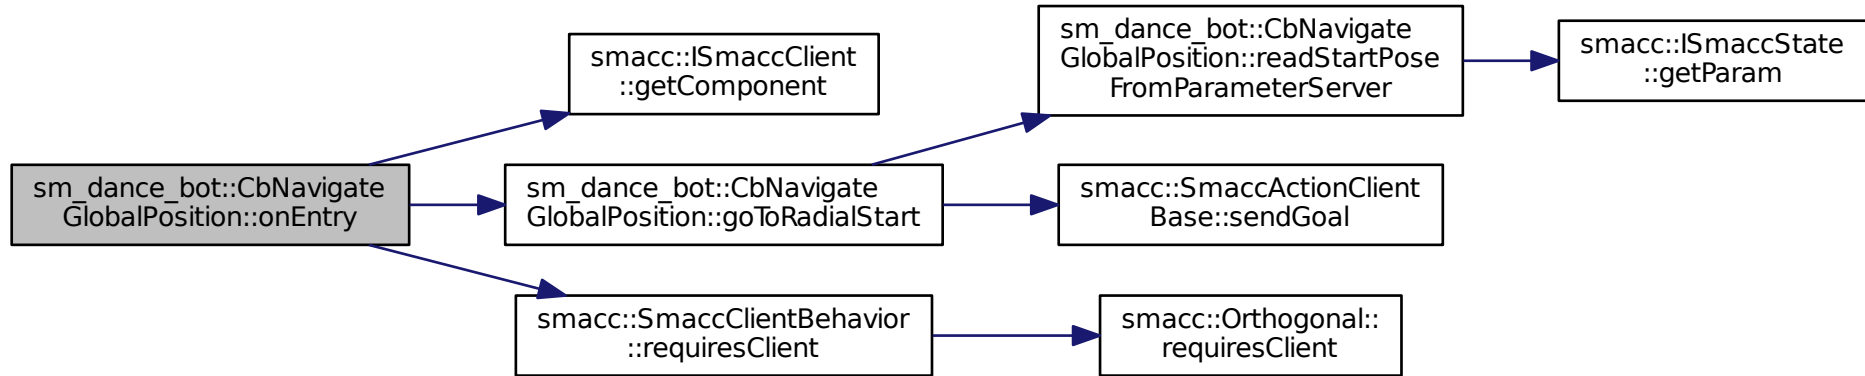 sm_dance_bot::CbNavigate
GlobalPosition::onEntry
smacc::ISmaccClient
::getComponent
sm_dance_bot::CbNavigate
GlobalPosition::goToRadialStart
smacc::SmaccClientBehavior
::requiresClient
sm_dance_bot::CbNavigate
GlobalPosition::readStartPose
FromParameterServer
smacc::SmaccActionClient
Base::sendGoal
smacc::Orthogonal::
requiresClient
smacc::ISmaccState
::getParam